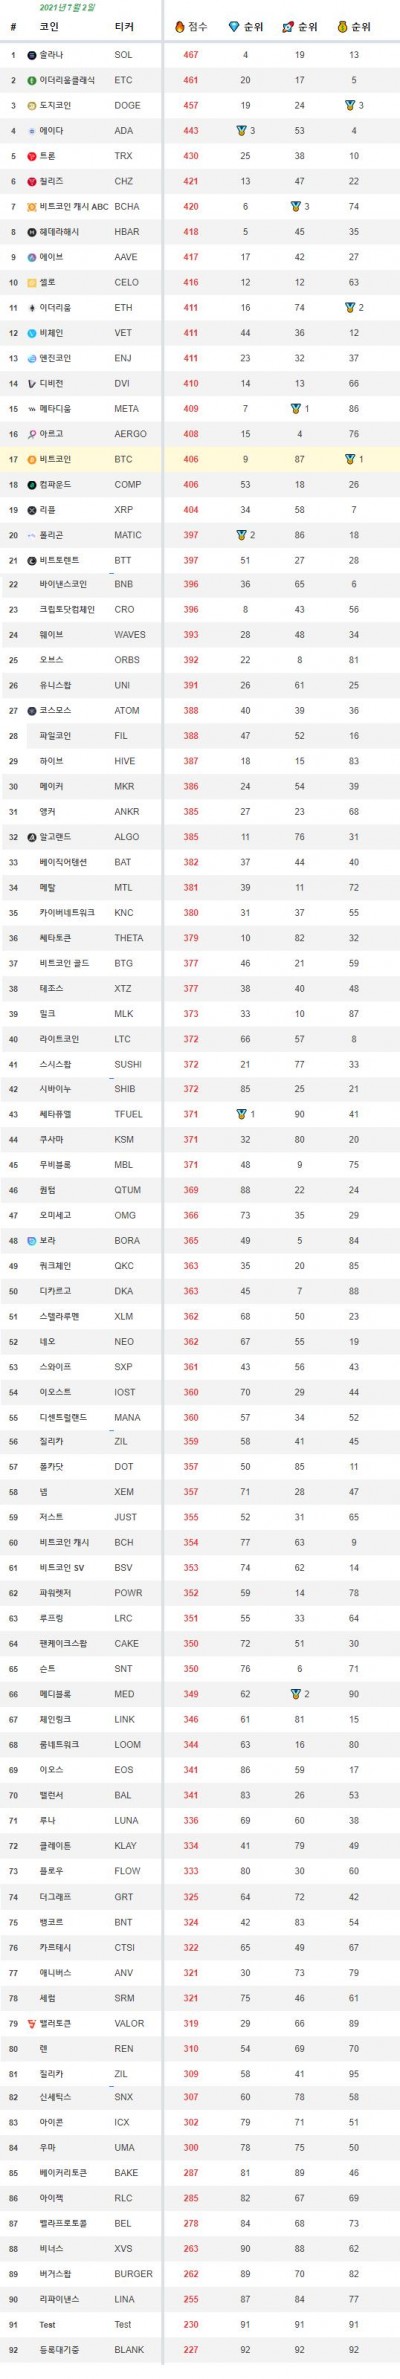 2021년 7월 2일
# 코인 티커 점수 순위 순위 순위
1 솔라나 SOL 467 4 19 13
2 이더리움클래식 ETC 461 20 17 5
3 도지코인 DOGE 457 19 24 3
4 에이다 ADA 443 3 53 4
5 트론 TRX 430 25 38 10
6 칠리즈 CHZ 421 13 47 22
7 비트코인 캐시 ABC BCHA 420 6 3 74
8 헤데라해시 HBAR 418 5 45 35
9 에이브 AAVE 417 17 42 27
10 셀로 CELO 416 12 12 63
11 이더리움 ETH 411 16 74 2
12 비체인 VET 411 44 36 12
13 엔진코인 ENJ 411 23 32 37
14 디비전 DVI 410 14 13 66
15 메타디움 META 409 7 1 86
16 아르고 AERGO 408 15 4 76
17 비트코인 BTC 406 9 87 1
18 컴파운드 COMP 406 53 18 26
19 리플 XRP 404 34 58 7
20 폴리곤 MATIC 397 2 86 18
21 비트토렌트 BTT 397 51 27 28
22 바이낸스코인 BNB 396 36 65 6
23 크립토닷컴체인 CRO 396 8 43 56
24 웨이브 WAVES 393 28 48 34
25 오브스 ORBS 392 22 8 81
26 유니스왑 UNI 391 26 61 25
27 코스모스 ATOM 388 40 39 36
28 파일코인 FIL 388 47 52 16
29 하이브 HIVE 387 18 15 83
30 메이커 MKR 386 24 54 39
31 앵커 ANKR 385 27 23 68
32 알고랜드 ALGO 385 11 76 31
33 베이직어텐션 BAT 382 37 44 40
34 메탈 MTL 381 39 11 72
35 카이버네트워크 KNC 380 31 37 55
36 쎄타토큰 THETA 379 10 82 32
37 비트코인 골드 BTG 377 46 21 59
38 테조스 XTZ 377 38 40 48
39 밀크 MLK 373 33 10 87
40 라이트코인 LTC 372 66 57 8
41 스시스왑 SUSHI 372 21 77 33
42 시바이누 SHIB 372 85 25 21
43 쎄타퓨엘 TFUEL 371 1 90 41
44 쿠사마 KSM 371 32 80 20
45 무비블록 MBL 371 48 9 75
46 퀀텀 QTUM 369 88 22 24
47 오미세고 OMG 366 73 35 29
48 보라 BORA 365 49 5 84
49 쿼크체인 QKC 363 35 20 85
50 디카르고 DKA 363 45 7 88
51 스텔라루멘 XLM 362 68 50 23
52 네오 NEO 362 67 55 19
53 스와이프 SXP 361 43 56 43
54 이오스트 IOST 360 70 29 44
55 디센트럴랜드 MANA 360 57 34 52
56 질리카 ZIL 359 58 41 45
57 폴카닷 DOT 357 50 85 11
58 넴 XEM 357 71 28 47
59 저스트 JUST 355 52 31 65
60 비트코인 캐시 BCH 354 77 63 9
61 비트코인 SV BSV 353 74 62 14
62 파워렛저 POWR 352 59 14 78
63 루프링 LRC 351 55 33 64
64 팬케이크스왑 CAKE 350 72 51 30
65 슨트 SNT 350 76 6 71
66 메디블록 MED 349 62 2 90
67 체인링크 LINK 346 61 81 15
68 룸네트워크 LOOM 344 63 16 80
69 이오스 EOS 341 86 59 17
70 밸런서 BAL 341 83 26 53
71 루나 LUNA 336 69 60 38
72 클레이튼 KLAY 334 41 79 49
73 플로우 FLOW 333 80 30 60
74 더그래프 GRT 325 64 72 42
75 뱅코르 BNT 324 42 83 54
76 카르테시 CTSI 322 65 49 67
77 애니버스 ANV 321 30 73 79
78 세럼 SRM 321 75 46 61
79 밸러토큰 VALOR 319 29 66 89
80 렌 REN 310 54 69 70
81 질리카 ZIL 309 58 41 95
82 신세틱스 SNX 307 60 78 58
83 아이콘 ICX 302 79 71 51
84 우마 UMA 300 78 75 50
85 베이커리토큰 BAKE 287 81 89 46
86 아이젝 RLC 285 82 67 69
87 벨라프로토콜 BEL 278 84 68 73
88 비너스 XVS 263 90 88 62
89 버거스왑 BURGER 262 89 70 82
90 리파이낸스 LINA 255 87 84 77
91 Test Test 230 91 91 91
92 등록대기중 BLANK 227 92 92 92